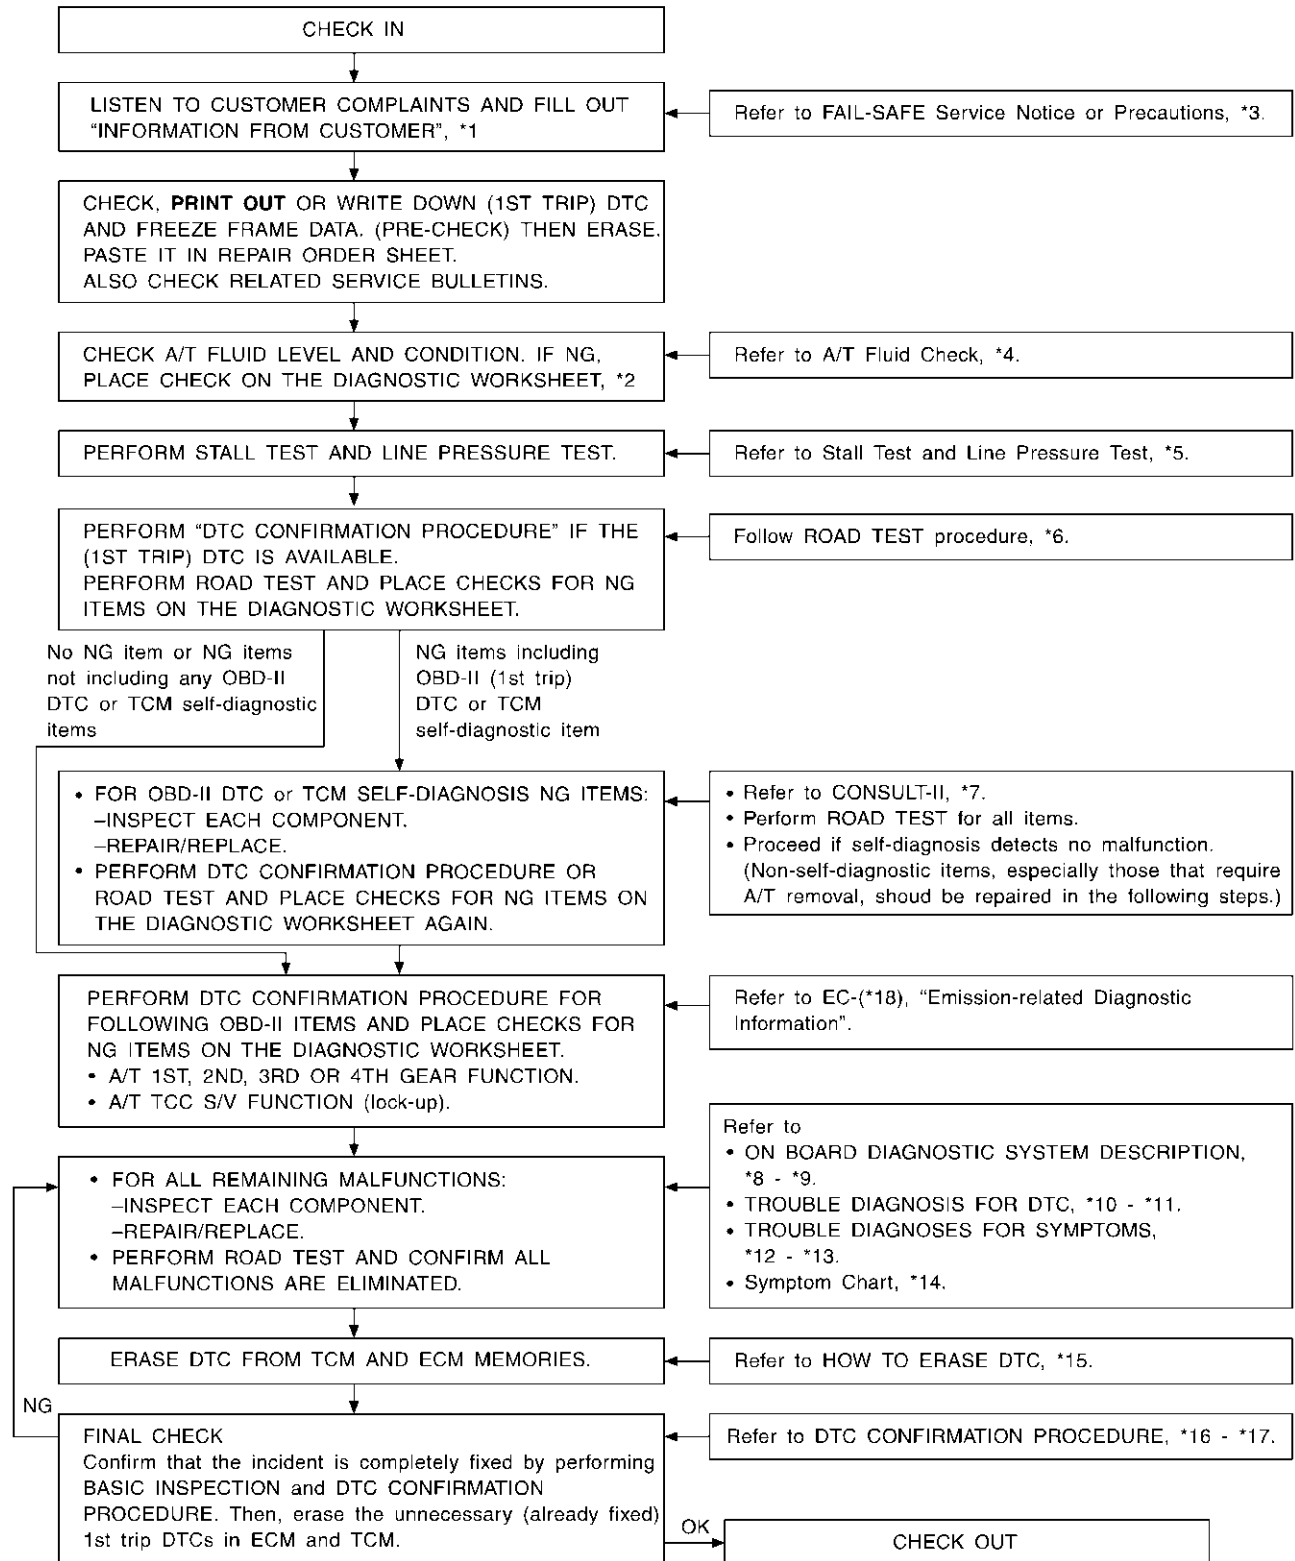 CHECK IN
LISTEN TO CUSTOMER COMPLAINTS AND FILL OUT
“INFORMATION FROM CUSTOMER”, *1
Refer to FAIL-SAFE Service Notice or Precautions, *3.
CHECK, PRINT OUT OR WRITE DOWN (1ST TRIP) DTC
AND FREEZE FRAME DATA. (PRE-CHECK) THEN ERASE.
PASTE IT IN REPAIR ORDER SHEET.
ALSO CHECK RELATED SERVICE BULLETINS.
CHECK A/T FLUID LEVEL AND CONDITION. IF NG,
PLACE CHECK ON THE DIAGNOSTIC WORKSHEET, *2
Refer to A/T Fluid Check, *4.
PERFORM STALL TEST AND LINE PRESSURE TEST.
Refer to Stall Test and Line Pressure Test, *5.
PERFORM “DTC CONFIRMATION PROCEDURE” IF THE
(1ST TRIP) DTC IS AVAILABLE.
PERFORM ROAD TEST AND PLACE CHECKS FOR NG
ITEMS ON THE DIAGNOSTIC WORKSHEET.
Follow ROAD TEST procedure, *6.
No NG item or NG items
not including any OBD-II
DTC or TCM self-diagnostic
items
NG items including
OBD-II (1st trip)
DTC or TCM
self-diagnostic item
• FOR OBD-II DTC or TCM SELF-DIAGNOSIS NG ITEMS:
–INSPECT EACH COMPONENT.
–REPAIR/REPLACE.
• PERFORM DTC CONFIRMATION PROCEDURE OR
ROAD TEST AND PLACE CHECKS FOR NG ITEMS ON
THE DIAGNOSTIC WORKSHEET AGAIN.
• Refer to CONSULT-II, *7.
• Perform ROAD TEST for all items.
• Proceed if self-diagnosis detects no malfunction.
(Non-self-diagnostic items, especially those that require
A/T removal, shoud be repaired in the following steps.)
PERFORM DTC CONFIRMATION PROCEDURE FOR
FOLLOWING OBD-II ITEMS AND PLACE CHECKS FOR
NG ITEMS ON THE DIAGNOSTIC WORKSHEET.
• A/T 1ST, 2ND, 3RD OR 4TH GEAR FUNCTION.
• A/T TCC S/V FUNCTION (lock-up).
Refer to EC-(*18), “Emission-related Diagnostic
Information”.
• FOR ALL REMAINING MALFUNCTIONS:
–INSPECT EACH COMPONENT.
–REPAIR/REPLACE.
• PERFORM ROAD TEST AND CONFIRM ALL
MALFUNCTIONS ARE ELIMINATED.
Refer to
• ON BOARD DIAGNOSTIC SYSTEM DESCRIPTION,
*8 - *9.
• TROUBLE DIAGNOSIS FOR DTC, *10 - *11.
• TROUBLE DIAGNOSES FOR SYMPTOMS,
*12 - *13.
• Symptom Chart, *14.
ERASE DTC FROM TCM AND ECM MEMORIES.
Refer to HOW TO ERASE DTC, *15.
NG
FINAL CHECK
Confirm that the incident is completely fixed by performing
BASIC INSPECTION and DTC CONFIRMATION
PROCEDURE. Then, erase the unnecessary (already fixed)
1st trip DTCs in ECM and TCM.
Refer to DTC CONFIRMATION PROCEDURE, *16 - *17.
OK
CHECK OUT